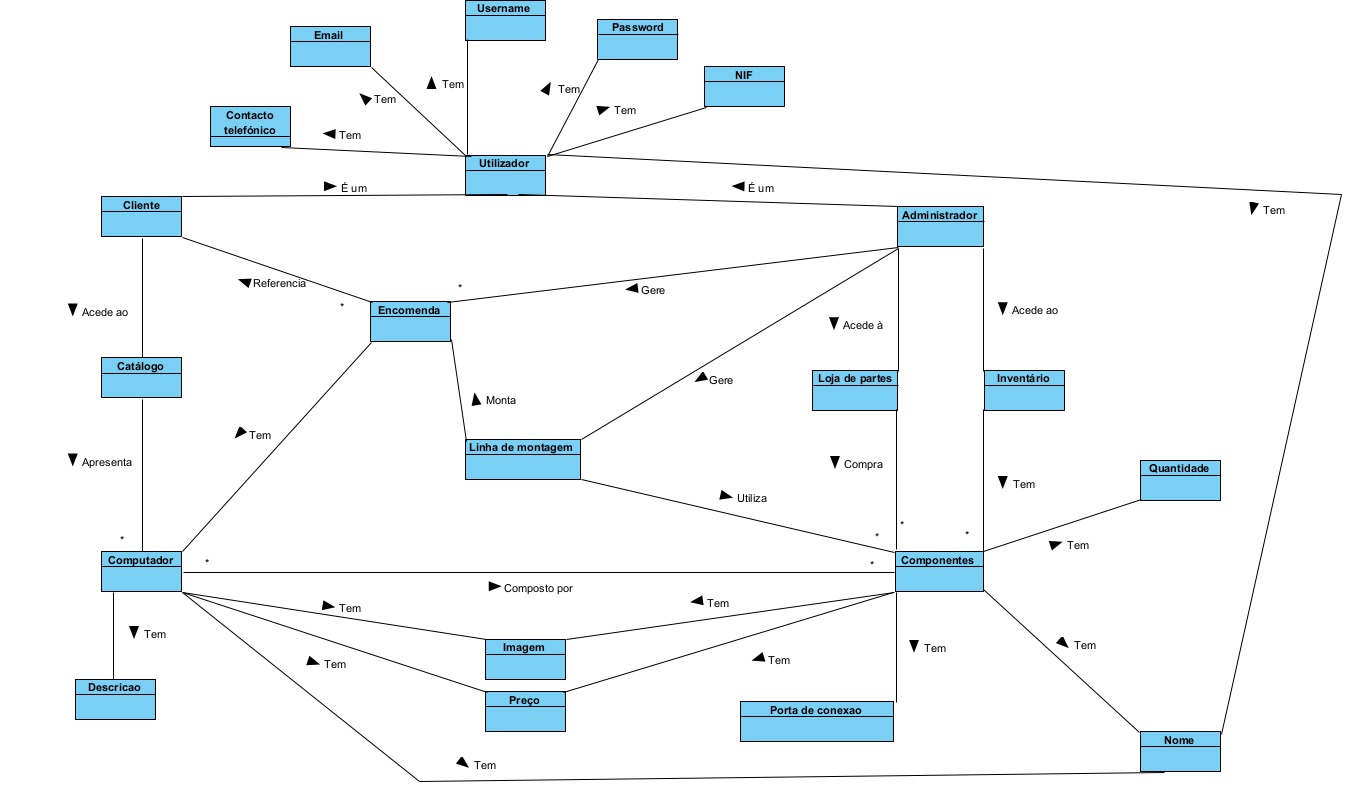 Username
Password
Email
Tem
NIF
Tem
Tem
Tem
Contacto
telefónico
Tem
Utilizador
É um
É um
Cliente
Tem
Administrador
Referencia
*
Gere
*
Encomenda
Acede ao
Acede ao
Acede à
Catálogo
Gere
Loja de partes
Inventário
Monta
Tem
Linha de montagem
Apresenta
Compra
Quantidade
Tem
Utiliza
*
*
*
*
Tem
Computador
*
*
Componentes
Composto por
Tem
Tem
Tem
Imagem
Tem
Tem
Tem
Tem
Descricao
Preço
Porta de conexao
Nome
Tem